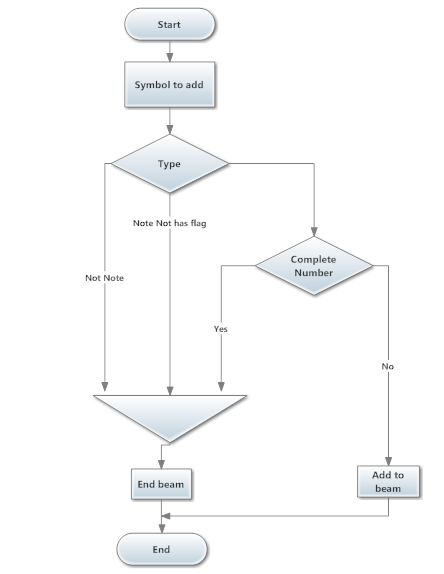 Start
Symbol to add
Type
Note Not has flag
Complete
Number
Not Note
Yes
No
End beam
Add to
beam
End